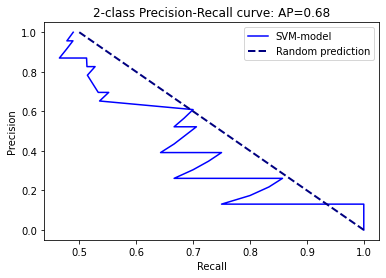 2-class Precision-Recall curve: AP=0.68
SVM-model
Random prediction
Precision
1.0
0.8
0.6
0.4
0.2
0.0
0.5 0.6 0.7 0.8 0.9 1.0
Recall